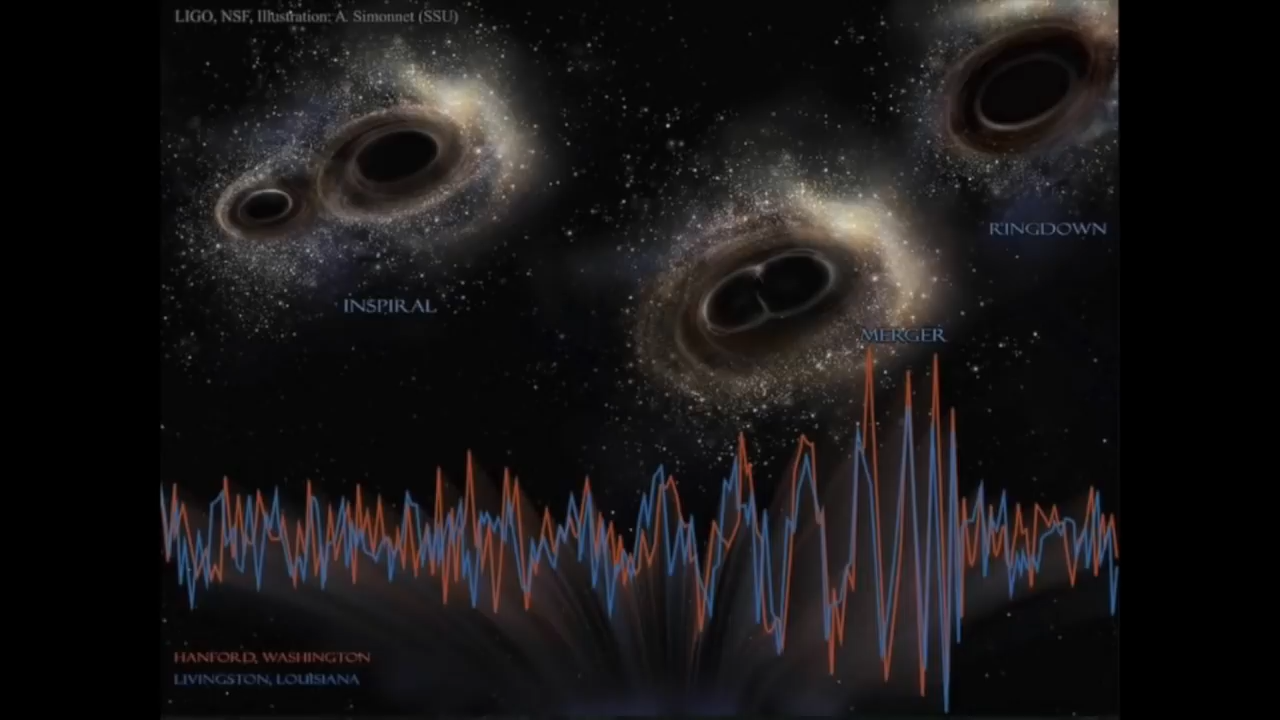 LIGO, NSF, Illustration: A. Simonnet (SSU)
RINGDOWN
INSPIRAL
MERGER
HANFORD, WASHINGTON
LIVINGSTON, LOUISIANA